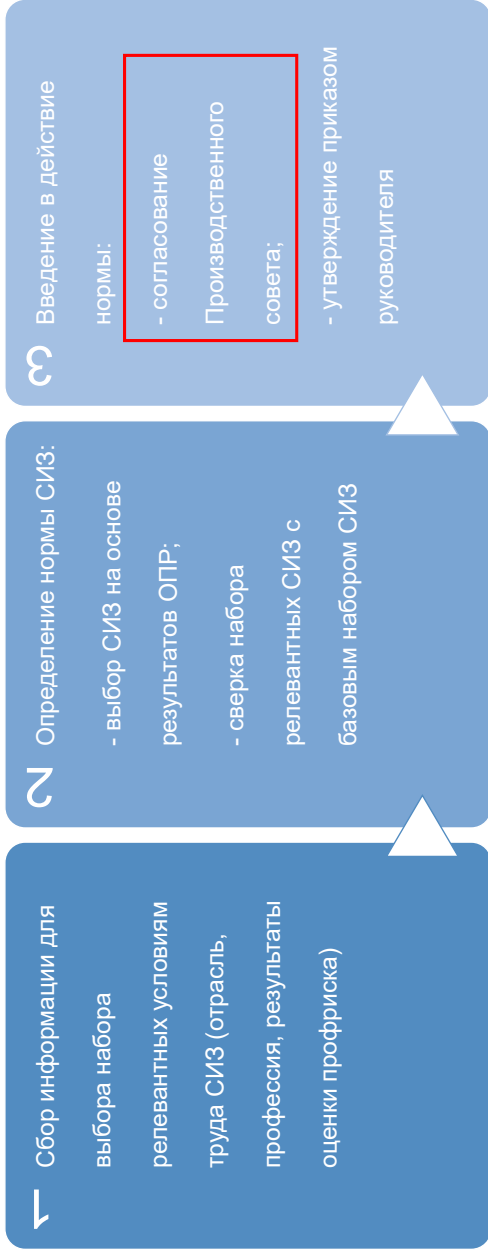 1
Сбор информации для
выбора набора
релевантных условиям
труда СИЗ (отрасль,
профессия, результаты
оценки профриска)
2
Определение нормы СИЗ:
- выбор СИЗ на основе
результатов ОПР;
- сверка набора
релевантных СИЗ с
базовым набором СИЗ
3
Введение в действие
нормы:
- согласование
Производственного
совета;
- утверждение приказом
руководителя